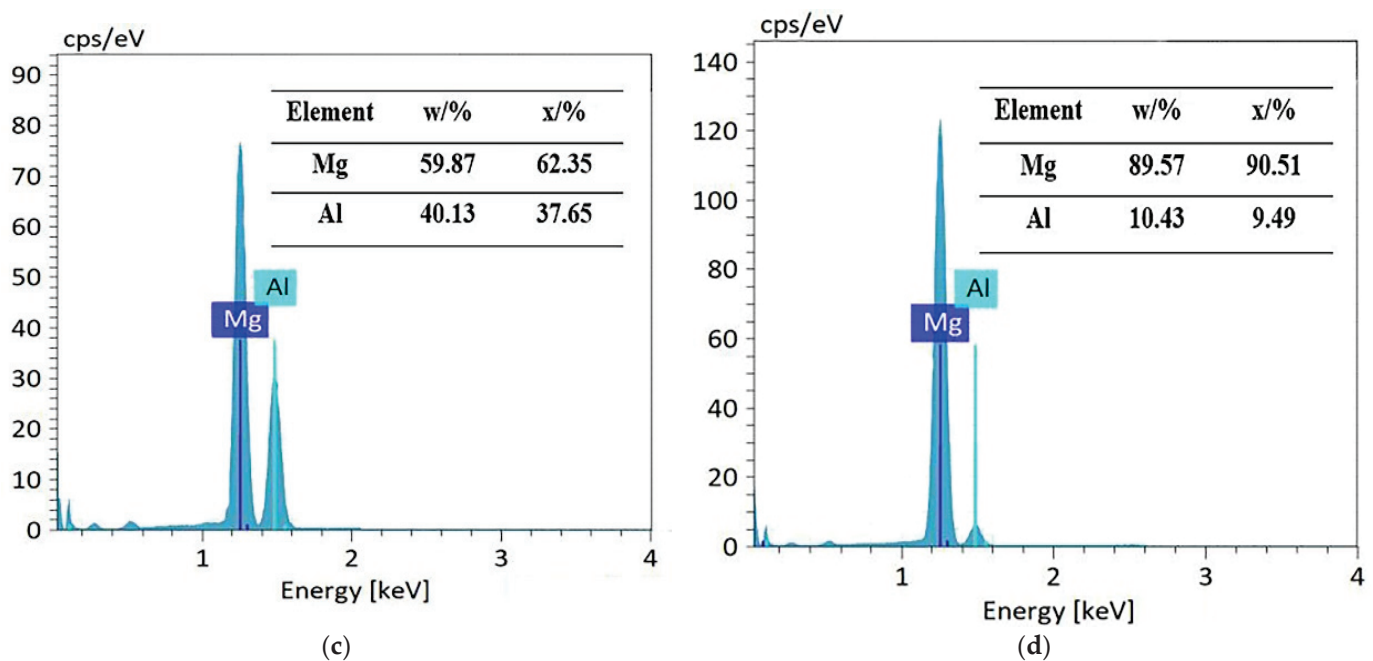 cps/eV
90
80
70
60
50
40
30
20
10
0
Element w/% x/%
Mg 59.87 62.35
Al 40.13 37.65
Al
Mg
1 2 3 4
Energy [keV]
(c)
cps/eV
140
120
100
80
60
40
20
0
Element w/% x/%
Mg 89.57 90.51
Al 10.43 9.49
Al
Mg
1 2 3 4
Energy [keV]
(d)